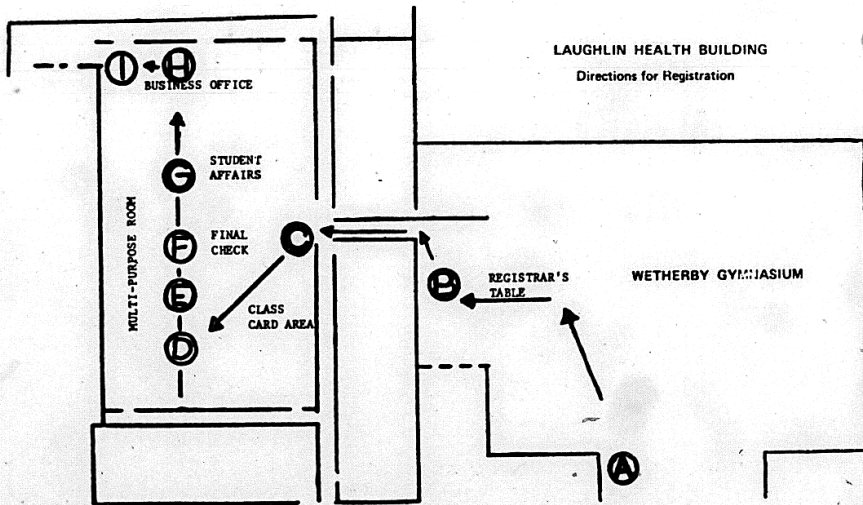 LAUGHLIN HEALTH BUILDING
Directions for Registration
I
H
BUSINESS OFFICE
G
STUDENT
AFFAIRS
MULTI-PURPOSE ROOM
F
FINAL
CHECK
C
E
D
CLASS
CARD AREA
B
REGISTRAR'S
TABLE
WETHERBY GYMNASIUM
A